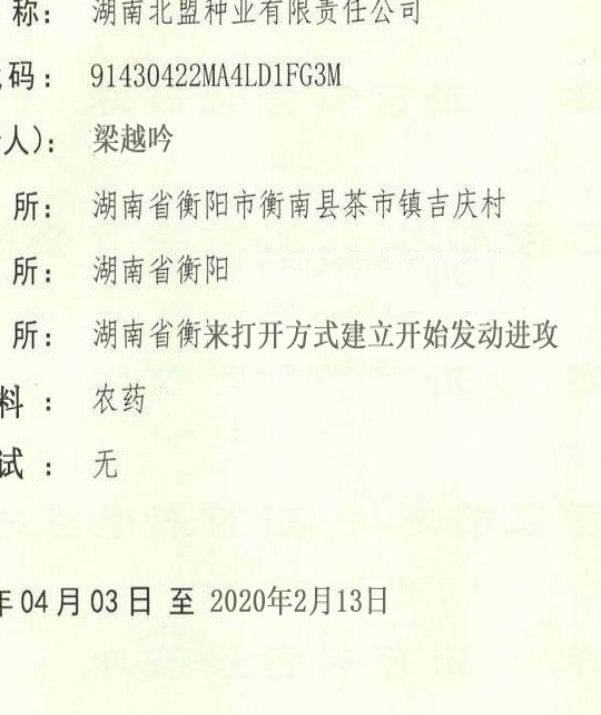 称： 湖南北盟种业有限责任公司
码： 91430422MA4LD1FG3M
人）： 梁越吟
所： 湖南省衡阳市衡南县茶市镇吉庆村
所： 湖南省衡阳
所： 湖南省衡来打开方式建立开始发动进攻
料 ： 农药
试 ： 无
年 04 月 03 日 至 2020年2月13日